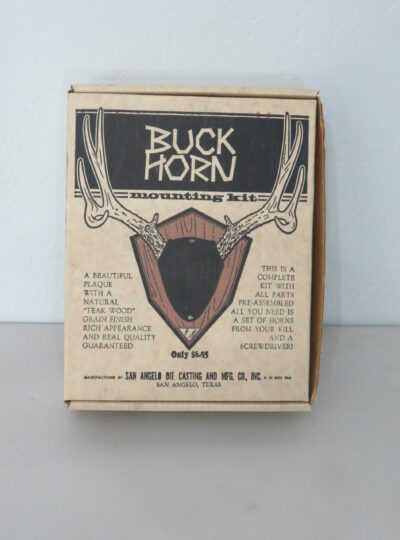 BUCK
HORN
mounting kit
A BEAUTIFUL
PLAQUE
WITH A
NATURAL
"TEAK WOOD"
GRAIN FINISH
RICH APPEARANCE
AND REAL QUALITY
GUARANTEED
THIS IS A
COMPLETE
KIT WITH
ALL PARTS
PRE-ASSEMBLED
ALL YOU NEED IS
A SET OF HORNS
FROM YOUR KILL
AND A
SCREWDRIVER!
Only $6.95
MANUFACTURED BY SAN ANGELO DIE CASTING AND MFG. CO., INC. P. O. BOX 984
SAN ANGELO, TEXAS